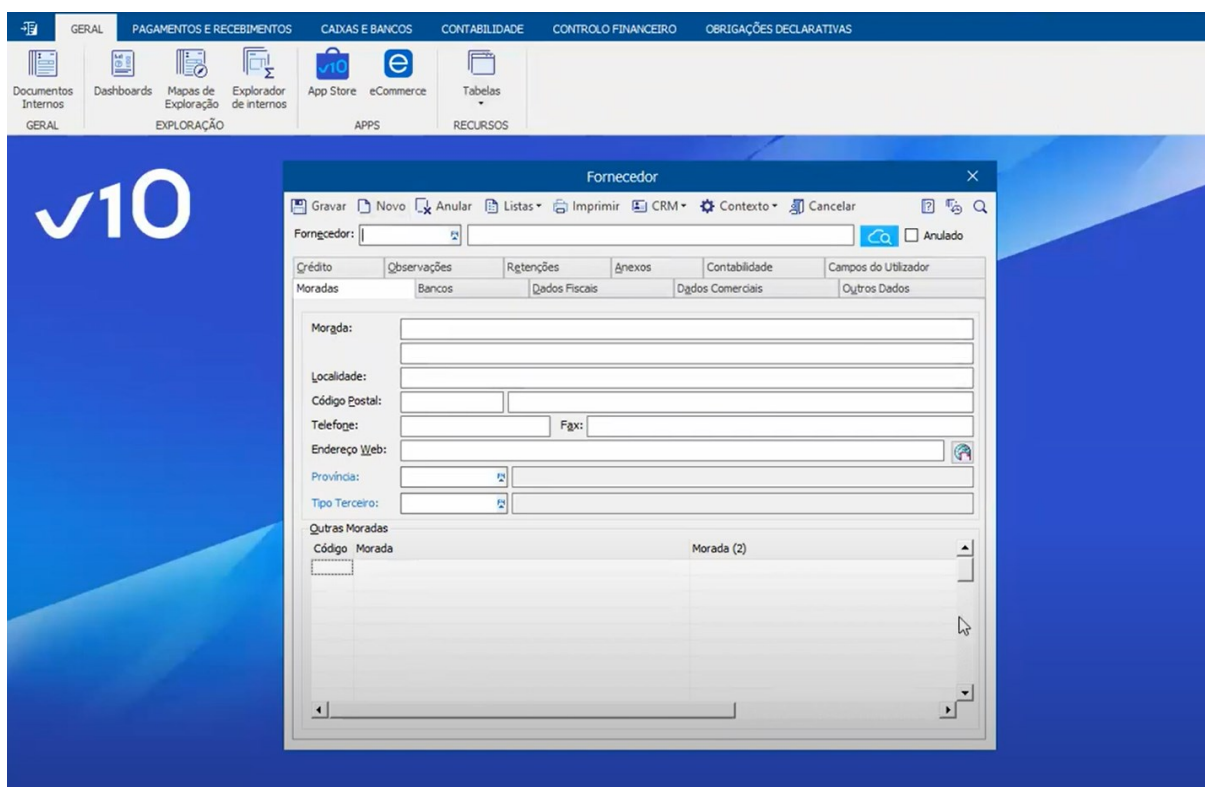 GERAL PAGAMENTOS E RECEBIMENTOS CAIXAS E BANCOS CONTABILIDADE CONTROLO FINANCEIRO OBRIGAÇÕES DECLARATIVAS
Documentos Internos Dashboards Mapas de Exploração Explorador de internos v10 App Store eCommerce Tabelas
GERAL EXPLORAÇÃO APPS RECURSOS
v10
Fornecedor
Gravar Novo Anular Listas Imprimir CRM Contexto Cancelar
Fornecedor: Anulado
Crédito Observações Retenções Anexos Contabilidade Campos do Utilizador
Moradas Bancos Dados Fiscais Dados Comerciais Outros Dados
Morada:
Localidade:
Código Postal:
Telefone: Fax:
Endereço Web:
Província:
Tipo Terceiro:
Outras Moradas
Código Morada Morada (2)